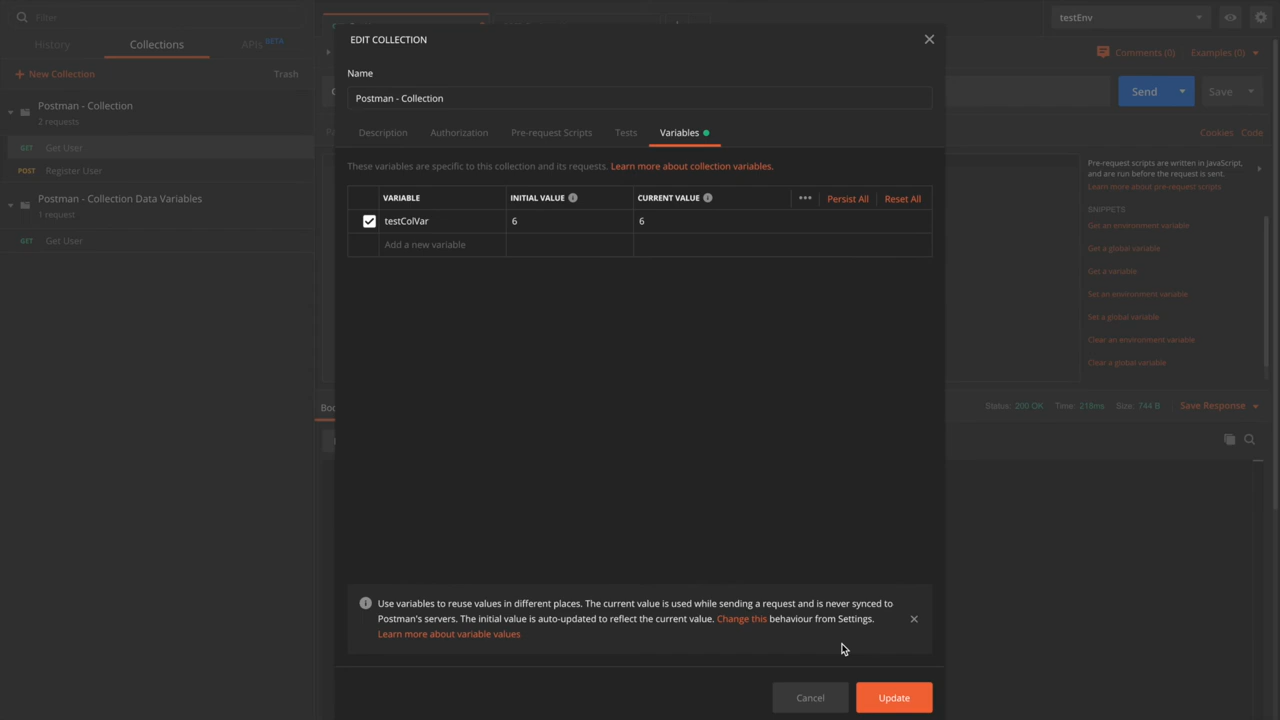 Filter
History
Collections
APIs BETA
+ New Collection
Trash
Postman - Collection
2 requests
GET Get User
POST Register User
Postman - Collection Data Variables
1 request
GET Get User
testEnv
Comments (0)
Examples (0)
Send
Save
Cookies
Code
EDIT COLLECTION
Name
Postman - Collection
Description
Authorization
Pre-request Scripts
Tests
Variables
These variables are specific to this collection and its requests. Learn more about collection variables.
VARIABLE
INITIAL VALUE
CURRENT VALUE
Persist All
Reset All
testColVar
6
6
Add a new variable
Use variables to reuse values in different places. The current value is used while sending a request and is never synced to
Postman's servers. The initial value is auto-updated to reflect the current value. Change this behaviour from Settings.
Learn more about variable values
Cancel
Update
Pre-request scripts are written in JavaScript,
and are run before the request is sent.
Learn more about pre-request scripts
SNIPPETS
Get an environment variable
Get a global variable
Get a variable
Set an environment variable
Set a global variable
Clear an environment variable
Clear a global variable
Status: 200 OK
Time: 218ms
Size: 744 B
Save Response